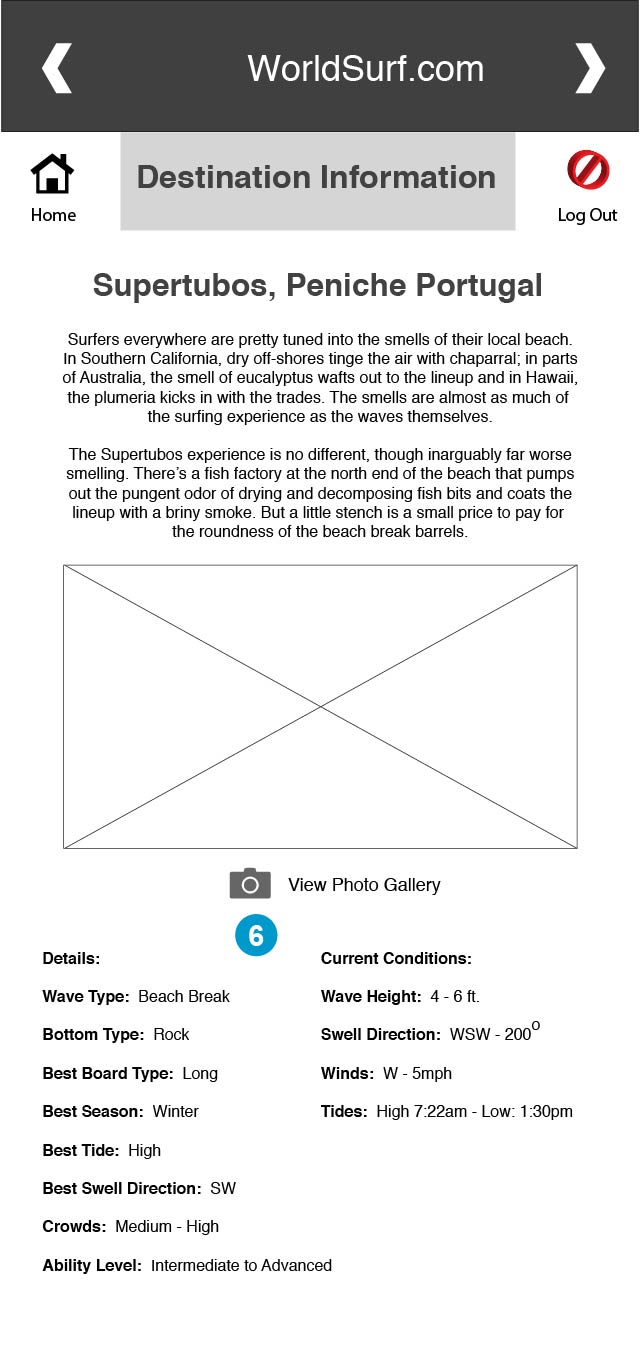 WorldSurf.com
Home
Destination Information
Log Out
Supertubos, Peniche Portugal
Surfers everywhere are pretty tuned into the smells of their local beach.
In Southern California, dry off-shores tinge the air with chaparral; in parts
of Australia, the smell of eucalyptus wafts out to the lineup and in Hawaii,
the plumeria kicks in with the trades. The smells are almost as much of
the surfing experience as the waves themselves.
The Supertubos experience is no different, though inarguably far worse
smelling. There’s a fish factory at the north end of the beach that pumps
out the pungent odor of drying and decomposing fish bits and coats the
lineup with a briny smoke. But a little stench is a small price to pay for
the roundness of the beach break barrels.
View Photo Gallery
6
Details:
Wave Type: Beach Break
Bottom Type: Rock
Best Board Type: Long
Best Season: Winter
Best Tide: High
Best Swell Direction: SW
Crowds: Medium - High
Ability Level: Intermediate to Advanced
Current Conditions:
Wave Height: 4 - 6 ft.
Swell Direction: WSW - 200°
Winds: W - 5mph
Tides: High 7:22am - Low: 1:30pm